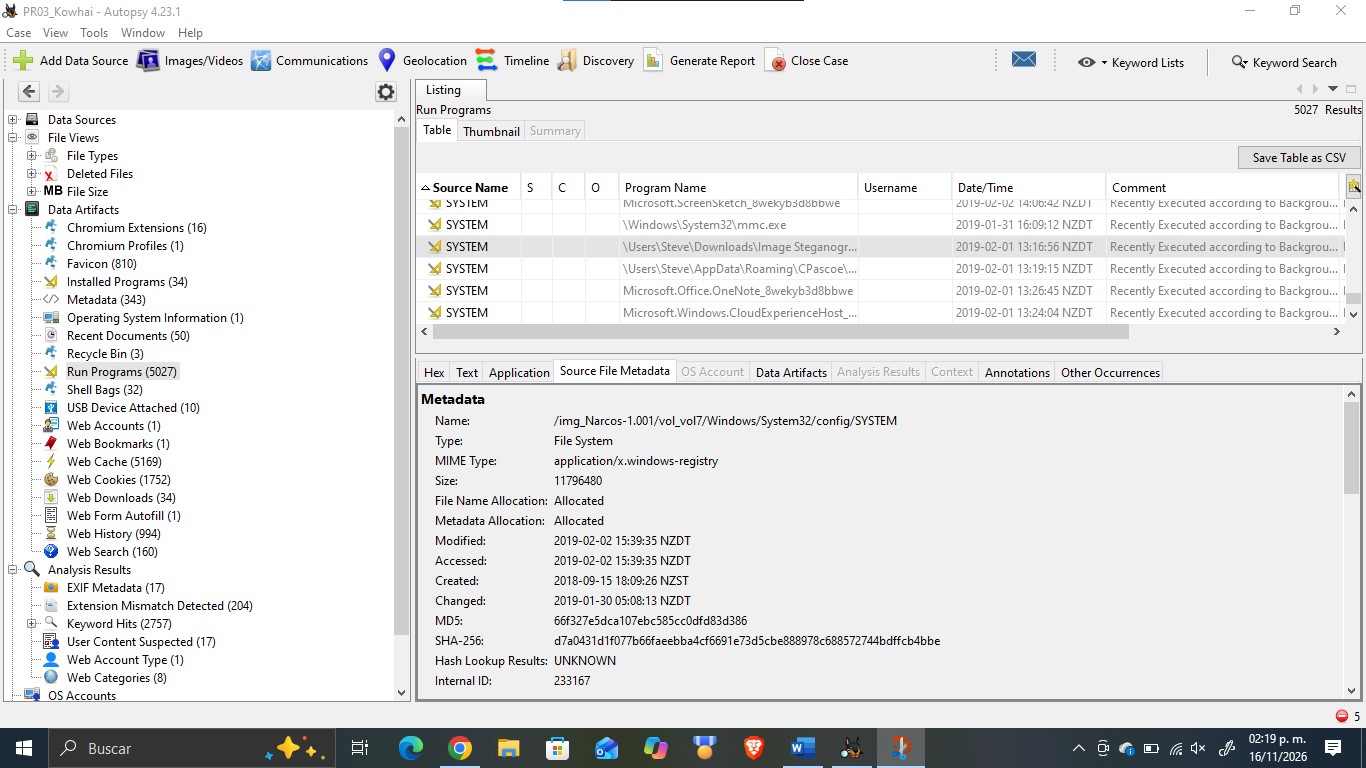 PR03_Kowhai - Autopsy 4.23.1
Case View Tools Window Help
Add Data Source Images/Videos Communications Geolocation Timeline Discovery Generate Report Close Case Keyword Lists Keyword Search
Data Sources
File Views
File Types
Deleted Files
MB File Size
Data Artifacts
Chromium Extensions (16)
Chromium Profiles (1)
Favicon (810)
Installed Programs (34)
Metadata (343)
Operating System Information (1)
Recent Documents (50)
Recycle Bin (3)
Run Programs (5027)
Shell Bags (32)
USB Device Attached (10)
Web Accounts (1)
Web Bookmarks (1)
Web Cache (5169)
Web Cookies (1752)
Web Downloads (34)
Web Form Autofill (1)
Web History (994)
Web Search (160)
Analysis Results
EXIF Metadata (17)
Extension Mismatch Detected (204)
Keyword Hits (2757)
User Content Suspected (17)
Web Account Type (1)
Web Categories (8)
OS Accounts
Listing
Run Programs 5027 Results
Table Thumbnail Summary
Save Table as CSV
Source Name S C O Program Name Username Date/Time Comment
SYSTEM Microsoft.ScreenSketch_8wekyb3d8bbwe 2019-02-02 14:06:42 NZDT Recently Executed according to Backgrou...
SYSTEM \Windows\System32\mmc.exe 2019-01-31 16:09:12 NZDT Recently Executed according to Backgrou...
SYSTEM \Users\Steve\Downloads\Image Steganogr... 2019-02-01 13:16:56 NZDT Recently Executed according to Backgrou...
SYSTEM \Users\Steve\AppData\Roaming\CPascoe\... 2019-02-01 13:19:15 NZDT Recently Executed according to Backgrou...
SYSTEM Microsoft.Office.OneNote_8wekyb3d8bbwe 2019-02-01 13:26:45 NZDT Recently Executed according to Backgrou...
SYSTEM Microsoft.Windows.CloudExperienceHost_... 2019-02-01 13:24:04 NZDT Recently Executed according to Backgrou...
Hex Text Application Source File Metadata OS Account Data Artifacts Analysis Results Context Annotations Other Occurrences
Metadata
Name: /img_Narcos-1.001/vol_vol7/Windows/System32/config/SYSTEM
Type: File System
MIME Type: application/x.windows-registry
Size: 11796480
File Name Allocation: Allocated
Metadata Allocation: Allocated
Modified: 2019-02-02 15:39:35 NZDT
Accessed: 2019-02-02 15:39:35 NZDT
Created: 2018-09-15 18:09:26 NZST
Changed: 2019-01-30 05:08:13 NZDT
MD5: 66f327e5dca107ebc585cc0dfd83d386
SHA-256: d7a0431d1f077b66faeebba4cf6691e73d5cbe888978c688572744bdffcb4bbe
Hash Lookup Results: UNKNOWN
Internal ID: 233167
5
Buscar
02:19 p. m.
16/11/2026